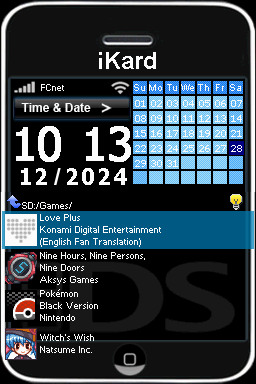 iKard
FCnet
Time & Date >
10 13
12/2024
SU MO TU WE TH FR SA
01 02 03 04 05 06 07
08 09 10 11 12 13 14
15 16 17 18 19 20 21
22 23 24 25 26 27 28
29 30 31
SD:/Games/
Love Plus
Konami Digital Entertainment
(English Fan Translation)
Nine Hours, Nine Persons,
Nine Doors
Aksys Games
Pokémon
Black Version
Nintendo
Witch's Wish
Natsume Inc.